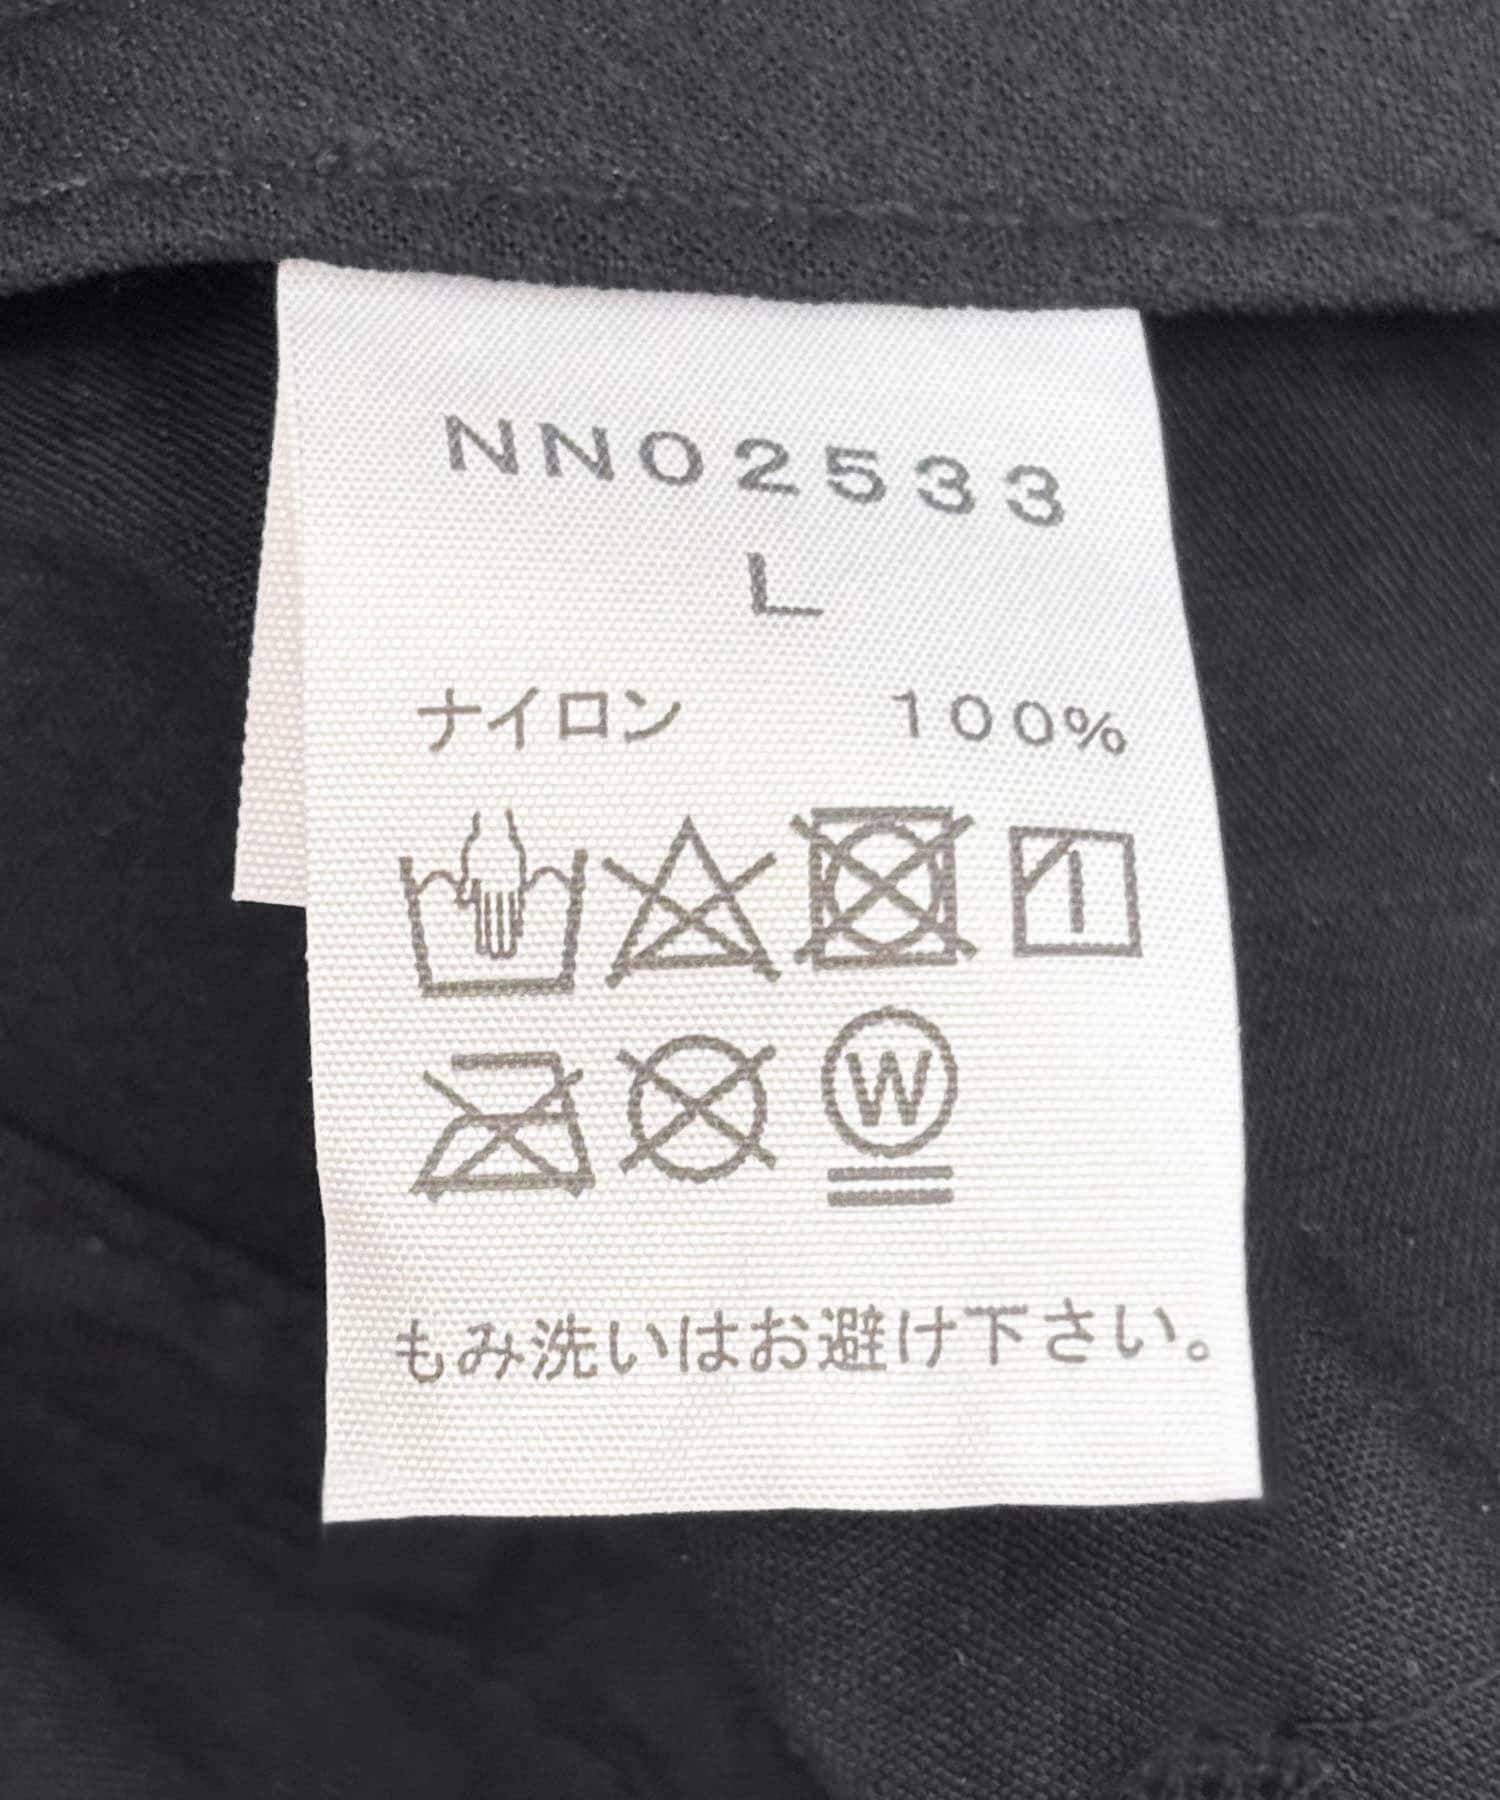 NN02533
L
ナイロン 100%
W
もみ洗いはお避け下さい。